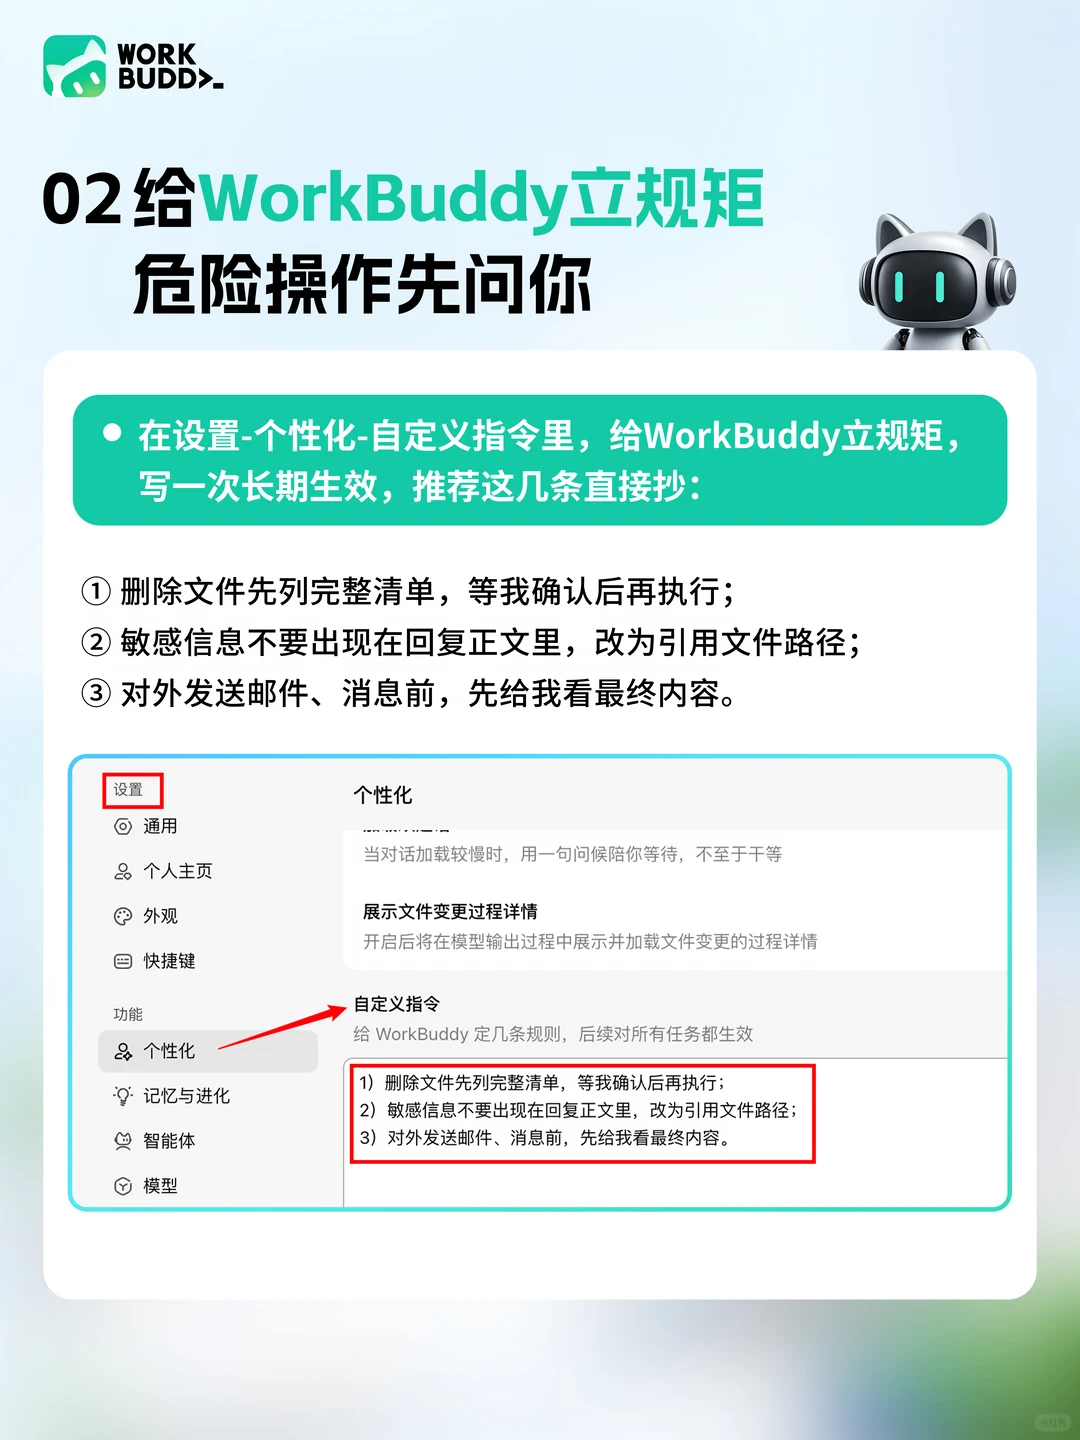 WORK
BUDD>_
02 给WorkBuddy立规矩
危险操作先问你
● 在设置-个性化-自定义指令里，给WorkBuddy立规矩，
写一次长期生效，推荐这几条直接抄：
① 删除文件先列完整清单，等我确认后再执行；
② 敏感信息不要出现在回复正文里，改为引用文件路径；
③ 对外发送邮件、消息前，先给我看最终内容。
设置
通用
个人主页
外观
快捷键
功能
个性化
记忆与进化
智能体
模型
个性化
当对话加载较慢时，用一句问候陪你等待，不至于干等
展示文件变更过程详情
开启后将在模型输出过程中展示并加载文件变更的过程详情
自定义指令
给 WorkBuddy 定几条规则，后续对所有任务都生效
1）删除文件先列完整清单，等我确认后再执行；
2）敏感信息不要出现在回复正文里，改为引用文件路径；
3）对外发送邮件、消息前，先给我看最终内容。
小红书